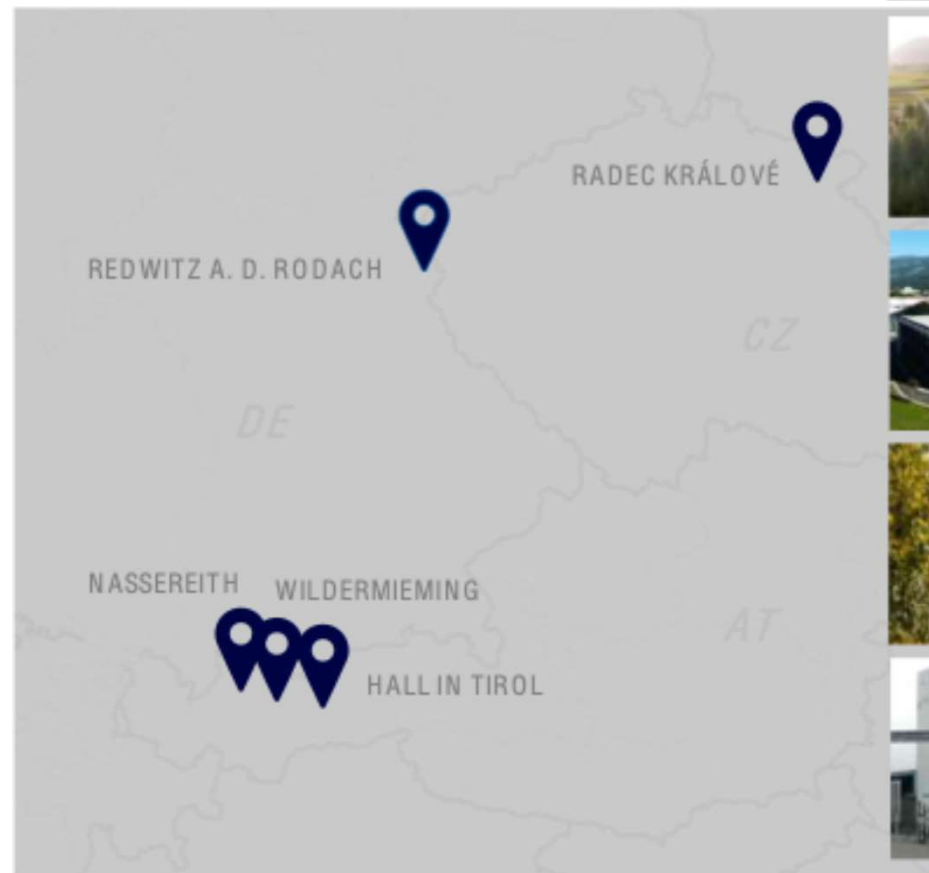 RADEC KRÁLOVÉ
REDWITZ A. D. RODACH
CZ
DE
NASSEREITH
WILDERMIEMING
AT
HALL IN TIROL